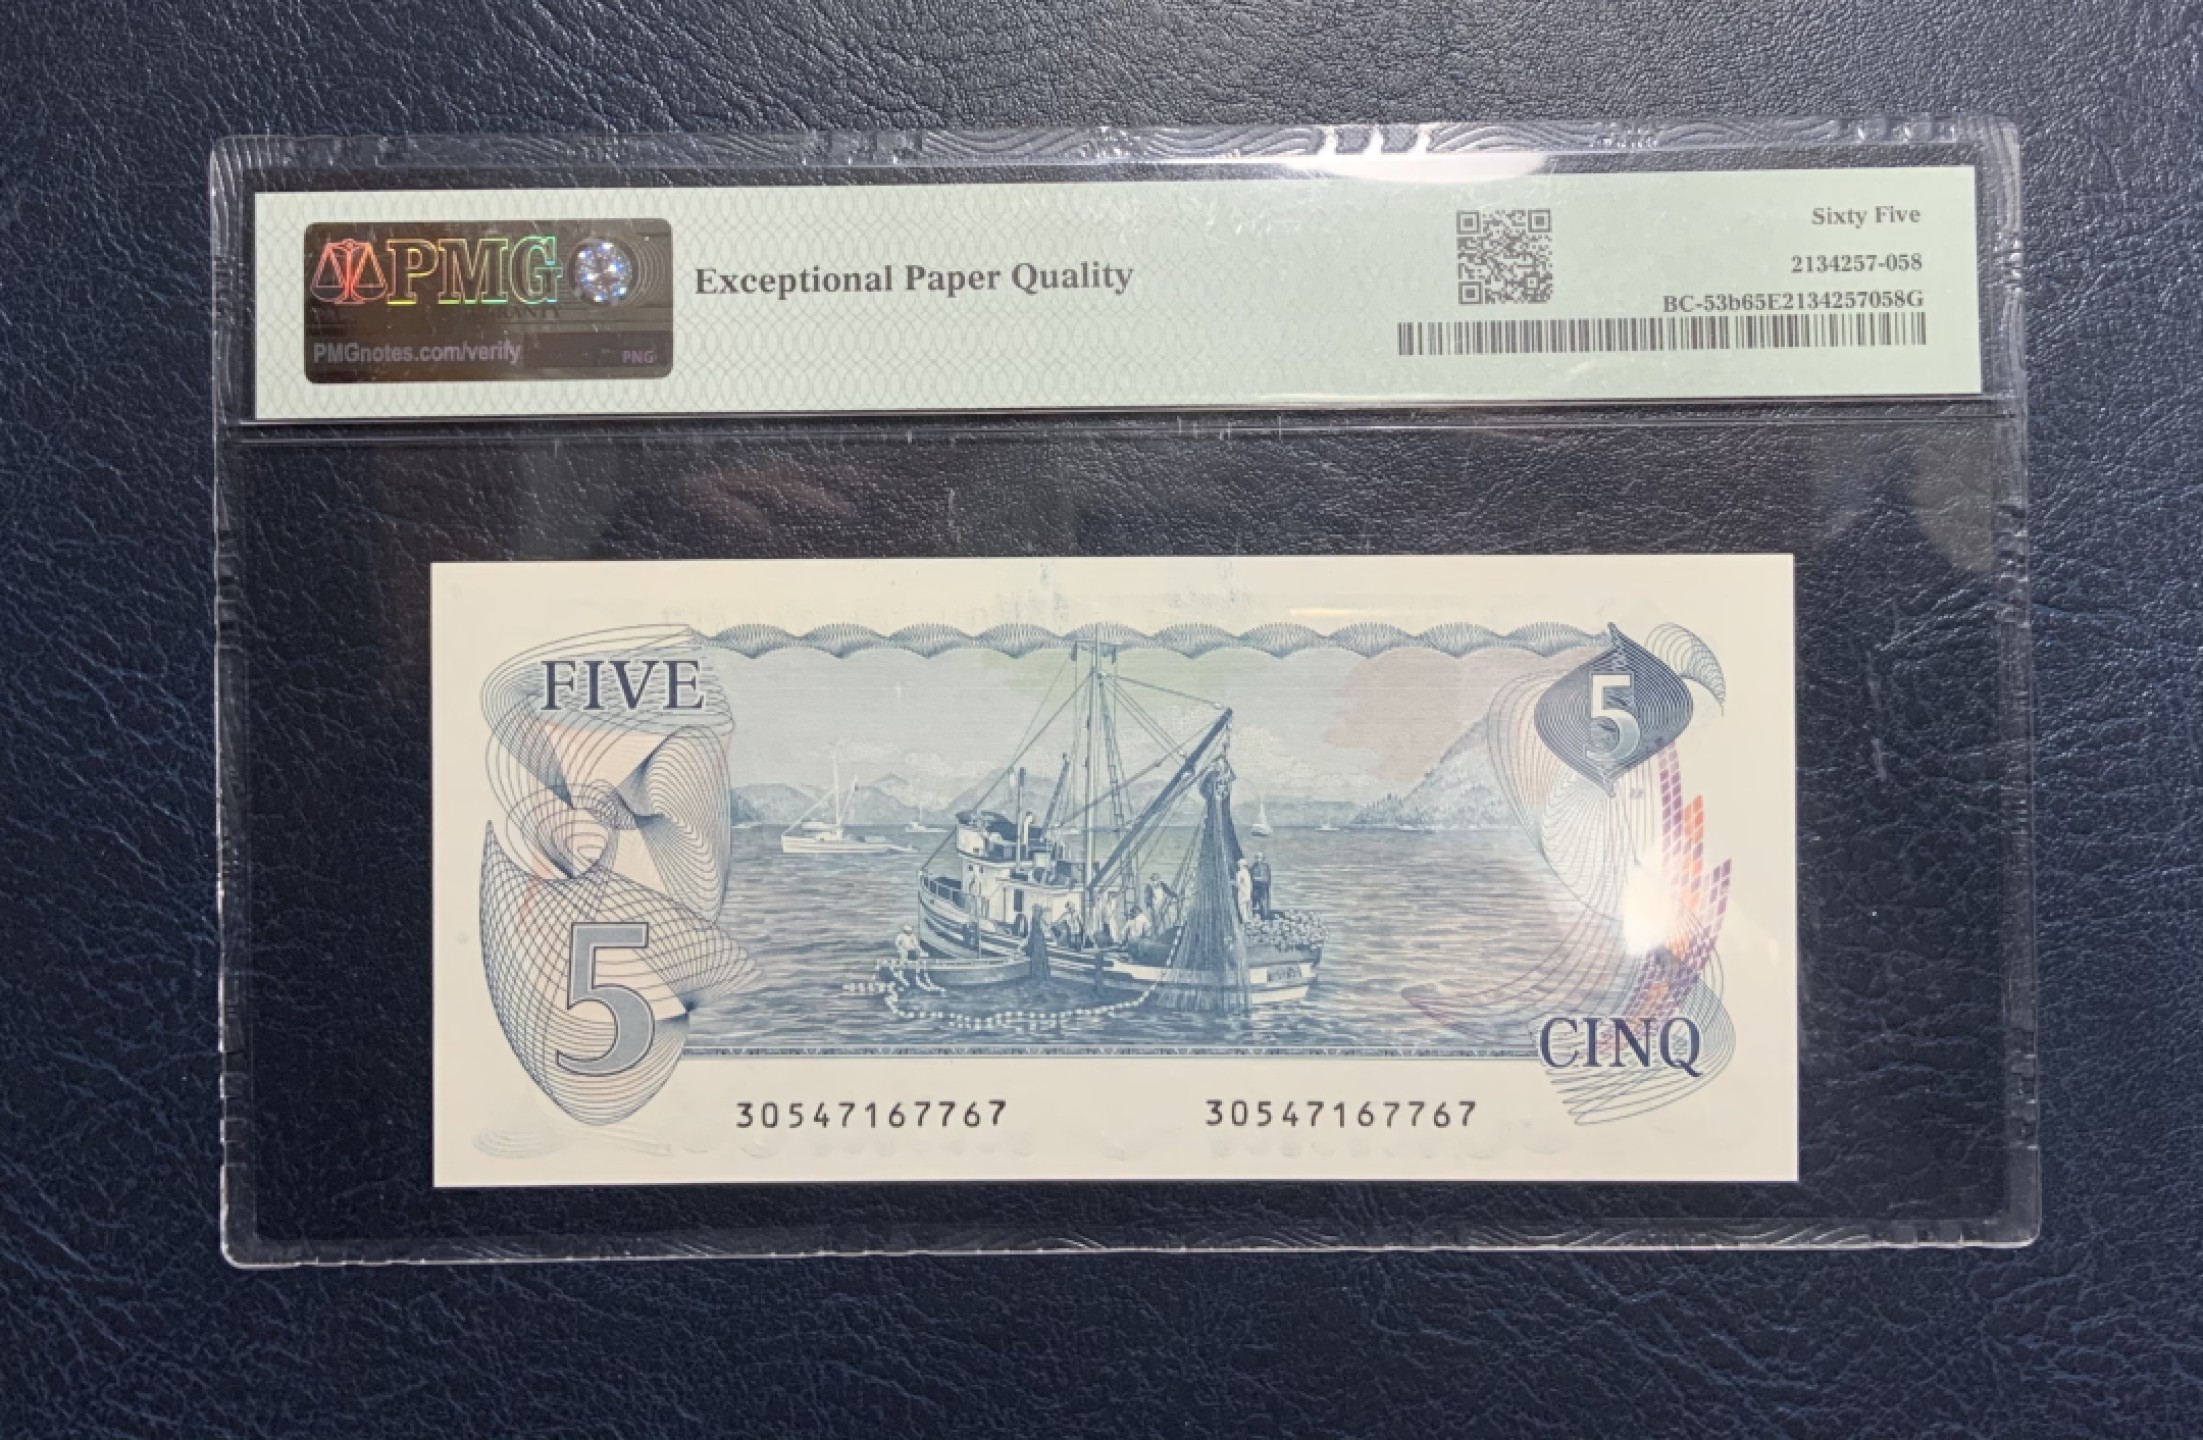 PMG
PMGnotes.com/verify
PNG
Exceptional Paper Quality
Sixty Five
2134257-058
BC-53b65E2134257058G
FIVE
5
5
CINQ
30547167767
30547167767